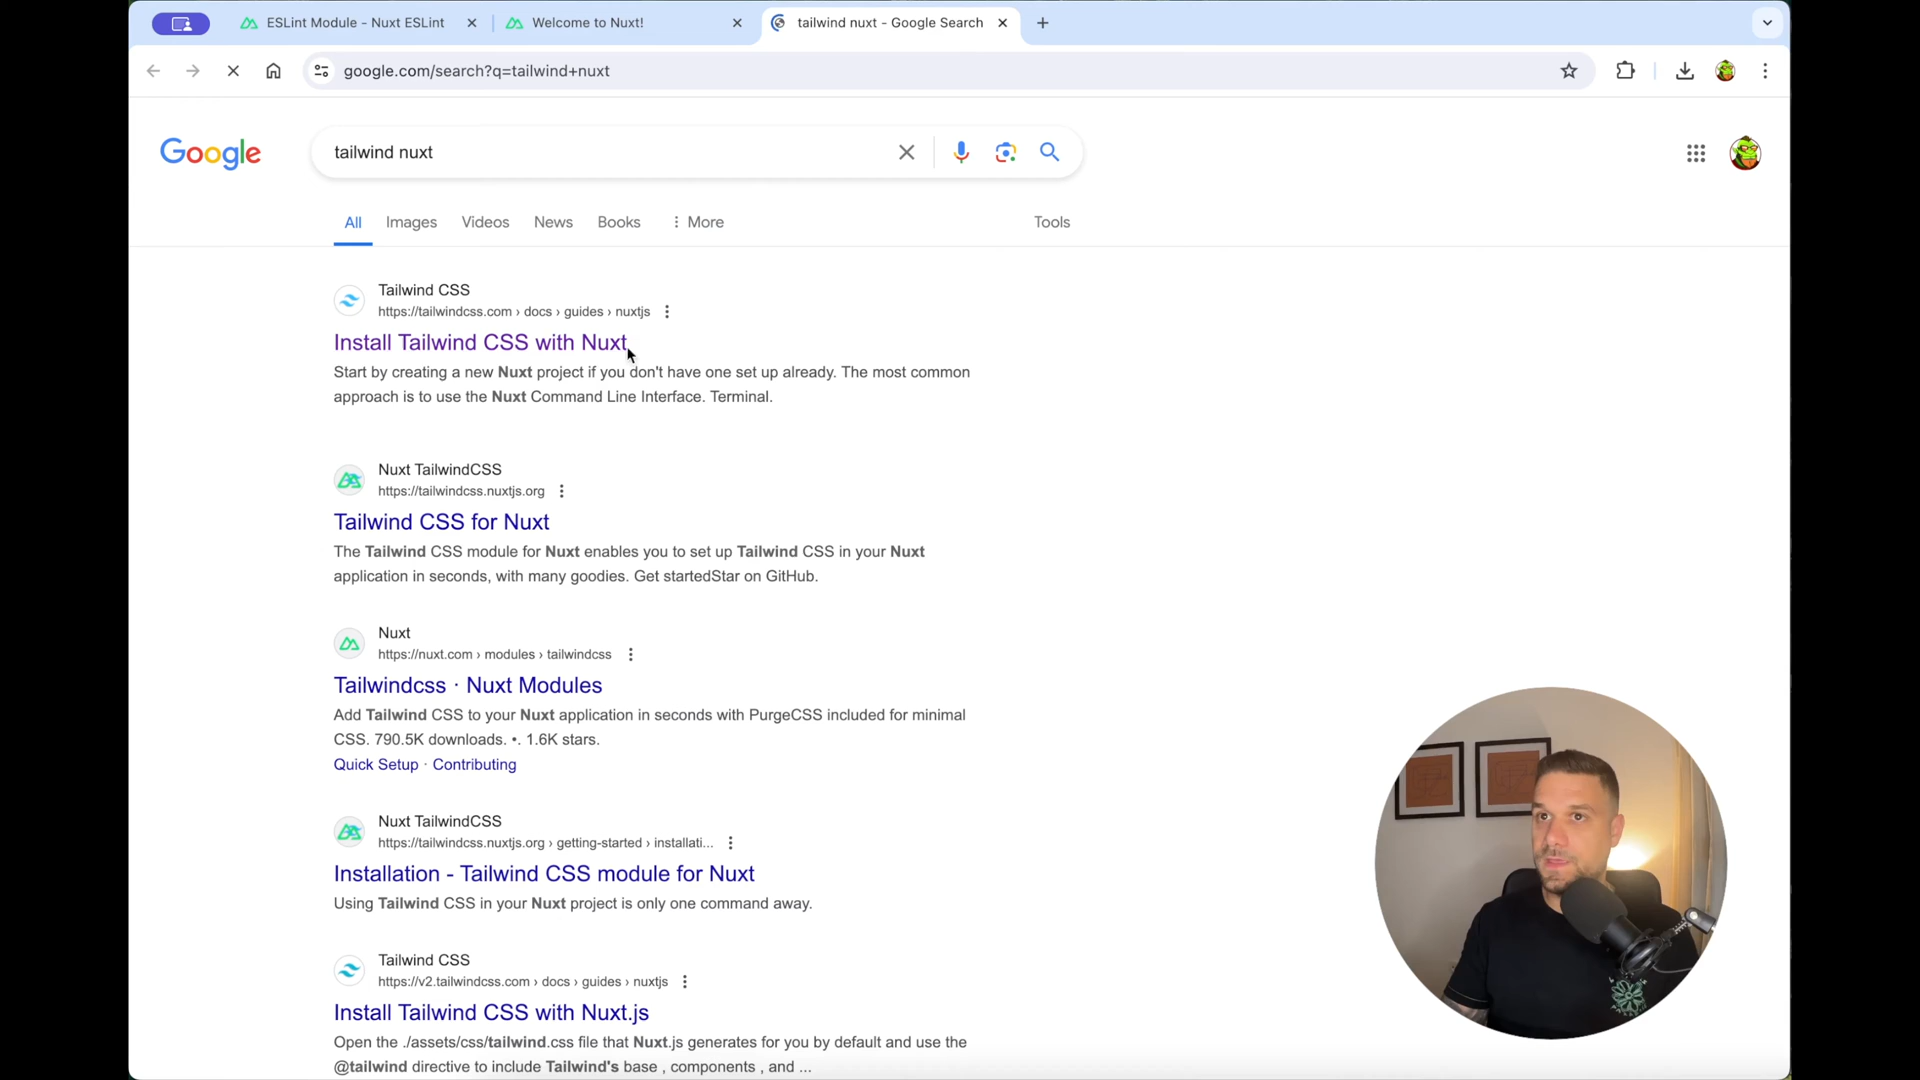 ESLint Module - Nuxt ESLint
Welcome to Nuxt!
tailwind nuxt - Google Search
google.com/search?q=tailwind+nuxt
Google
tailwind nuxt
All
Images
Videos
News
Books
More
Tools
Tailwind CSS
https://tailwindcss.com › docs › guides › nuxtjs
Install Tailwind CSS with Nuxt
Start by creating a new Nuxt project if you don't have one set up already. The most common
approach is to use the Nuxt Command Line Interface. Terminal.
Nuxt TailwindCSS
https://tailwindcss.nuxtjs.org
Tailwind CSS for Nuxt
The Tailwind CSS module for Nuxt enables you to set up Tailwind CSS in your Nuxt
application in seconds, with many goodies. Get startedStar on GitHub.
Nuxt
https://nuxt.com › modules › tailwindcss
Tailwindcss · Nuxt Modules
Add Tailwind CSS to your Nuxt application in seconds with PurgeCSS included for minimal
CSS. 790.5K downloads. •. 1.6K stars.
Quick Setup · Contributing
Nuxt TailwindCSS
https://tailwindcss.nuxtjs.org › getting-started › installati...
Installation - Tailwind CSS module for Nuxt
Using Tailwind CSS in your Nuxt project is only one command away.
Tailwind CSS
https://v2.tailwindcss.com › docs › guides › nuxtjs
Install Tailwind CSS with Nuxt.js
Open the ./assets/css/tailwind.css file that Nuxt.js generates for you by default and use the
@tailwind directive to include Tailwind's base , components , and ...